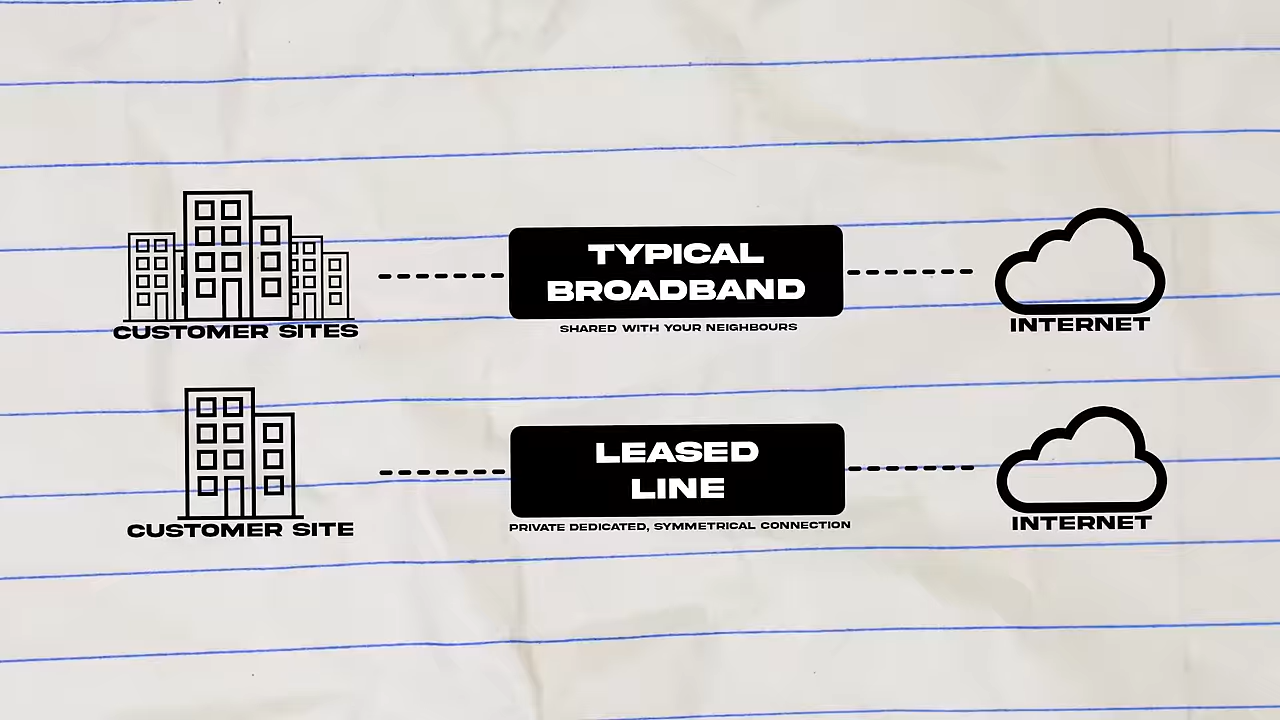 TYPICAL
BROADBAND
SHARED WITH YOUR NEIGHBOURS
CUSTOMER SITES
INTERNET
LEASED
LINE
PRIVATE DEDICATED, SYMMETRICAL CONNECTION
CUSTOMER SITE
INTERNET